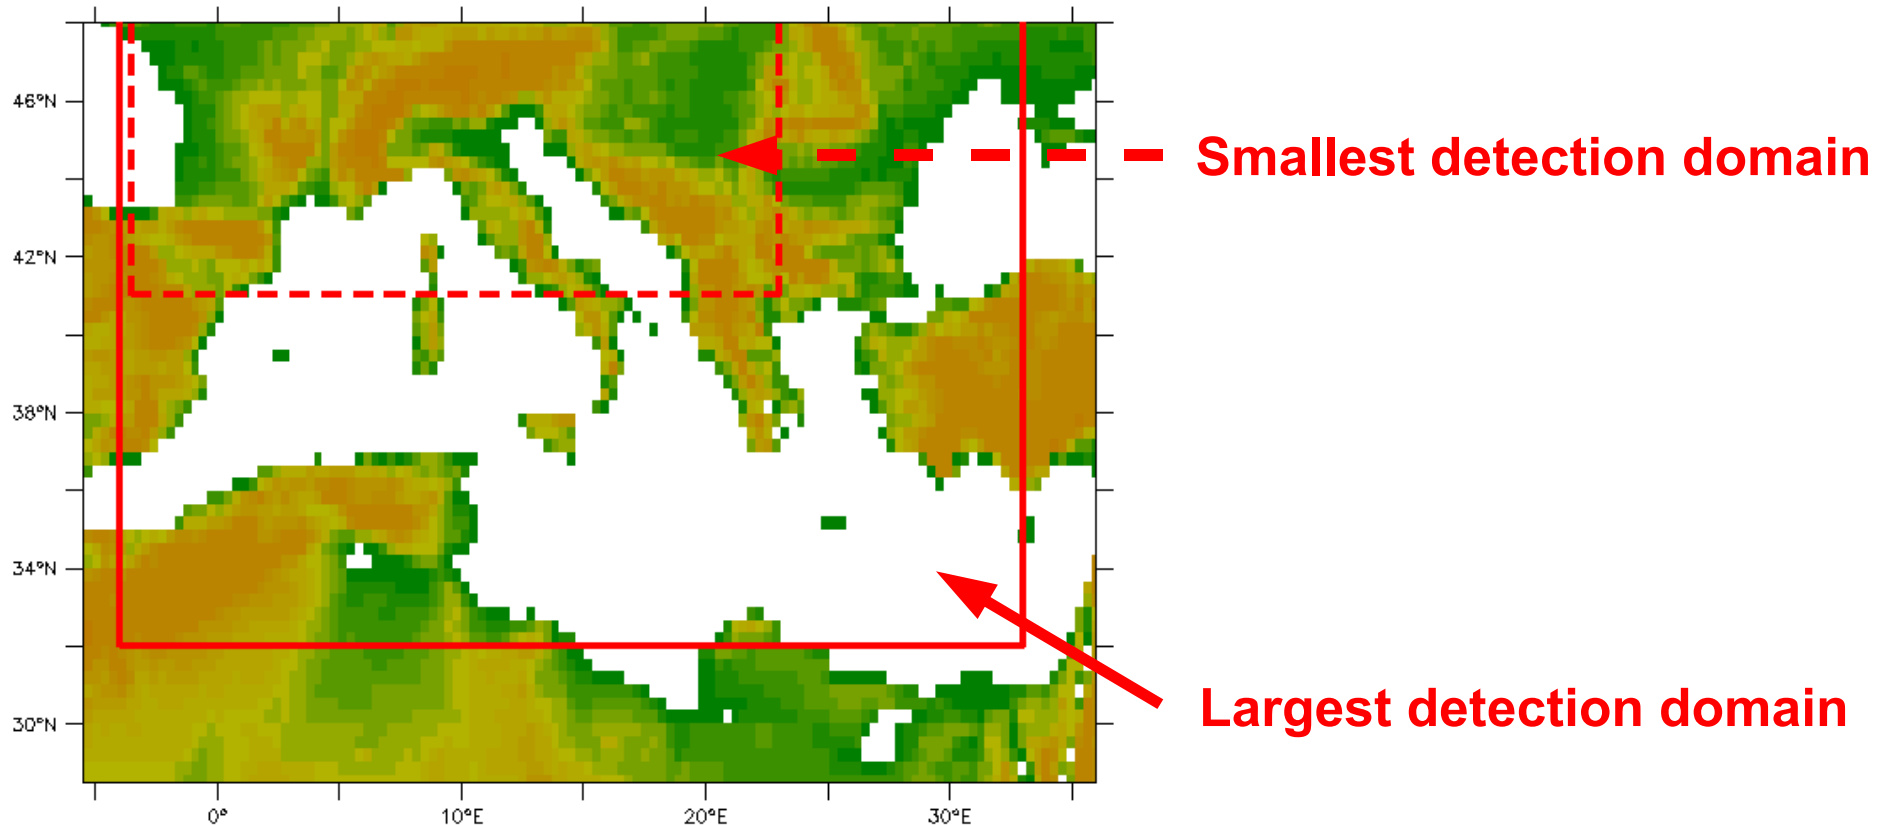 46°N
Smallest detection domain
42°N
38°N
34°N
Largest detection domain
30°N
0° 10°E 20°E 30°E